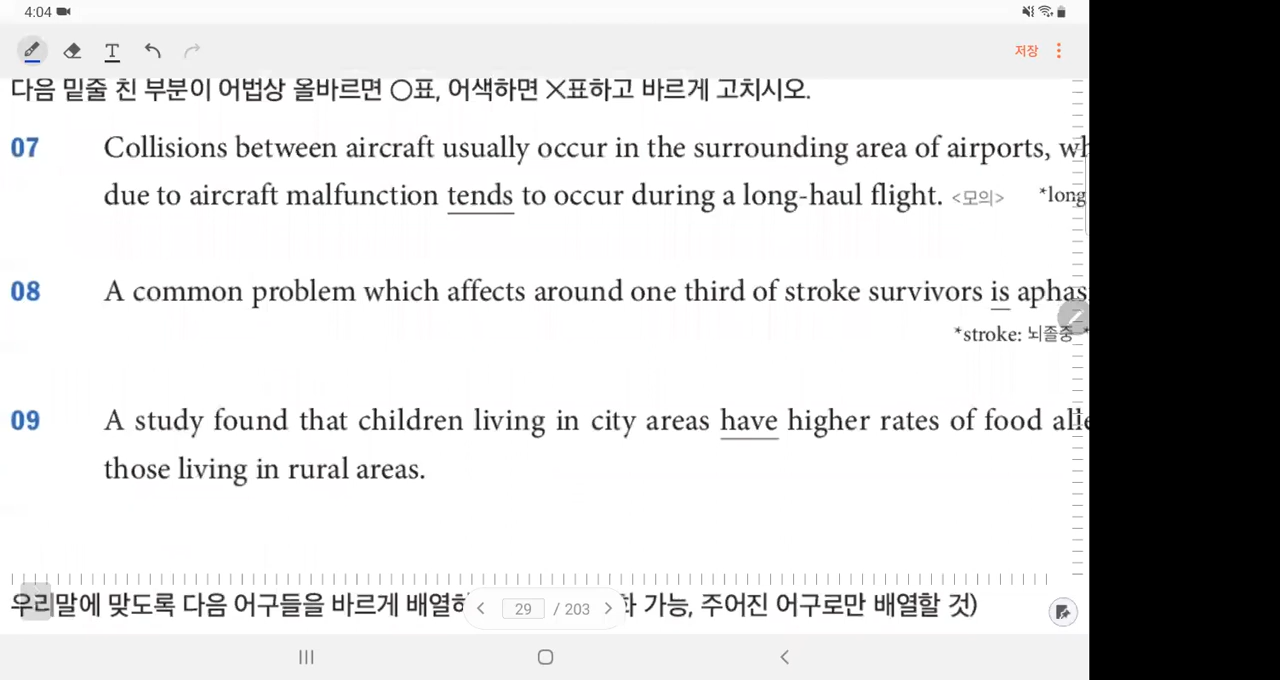 4:04
저장
다음 밑줄 친 부분이 어법상 올바르면 ○표, 어색하면 ×표하고 바르게 고치시오.
07 Collisions between aircraft usually occur in the surrounding area of airports,
due to aircraft malfunction tends to occur during a long-haul flight. <모의> *long
08 A common problem which affects around one third of stroke survivors is
*stroke: 뇌졸중
09 A study found that children living in city areas have higher rates of food
those living in rural areas.
우리말에 맞도록 다음 어구들을 바르게 배열하 가능, 주어진 어구로만 배열할 것)
29 / 203